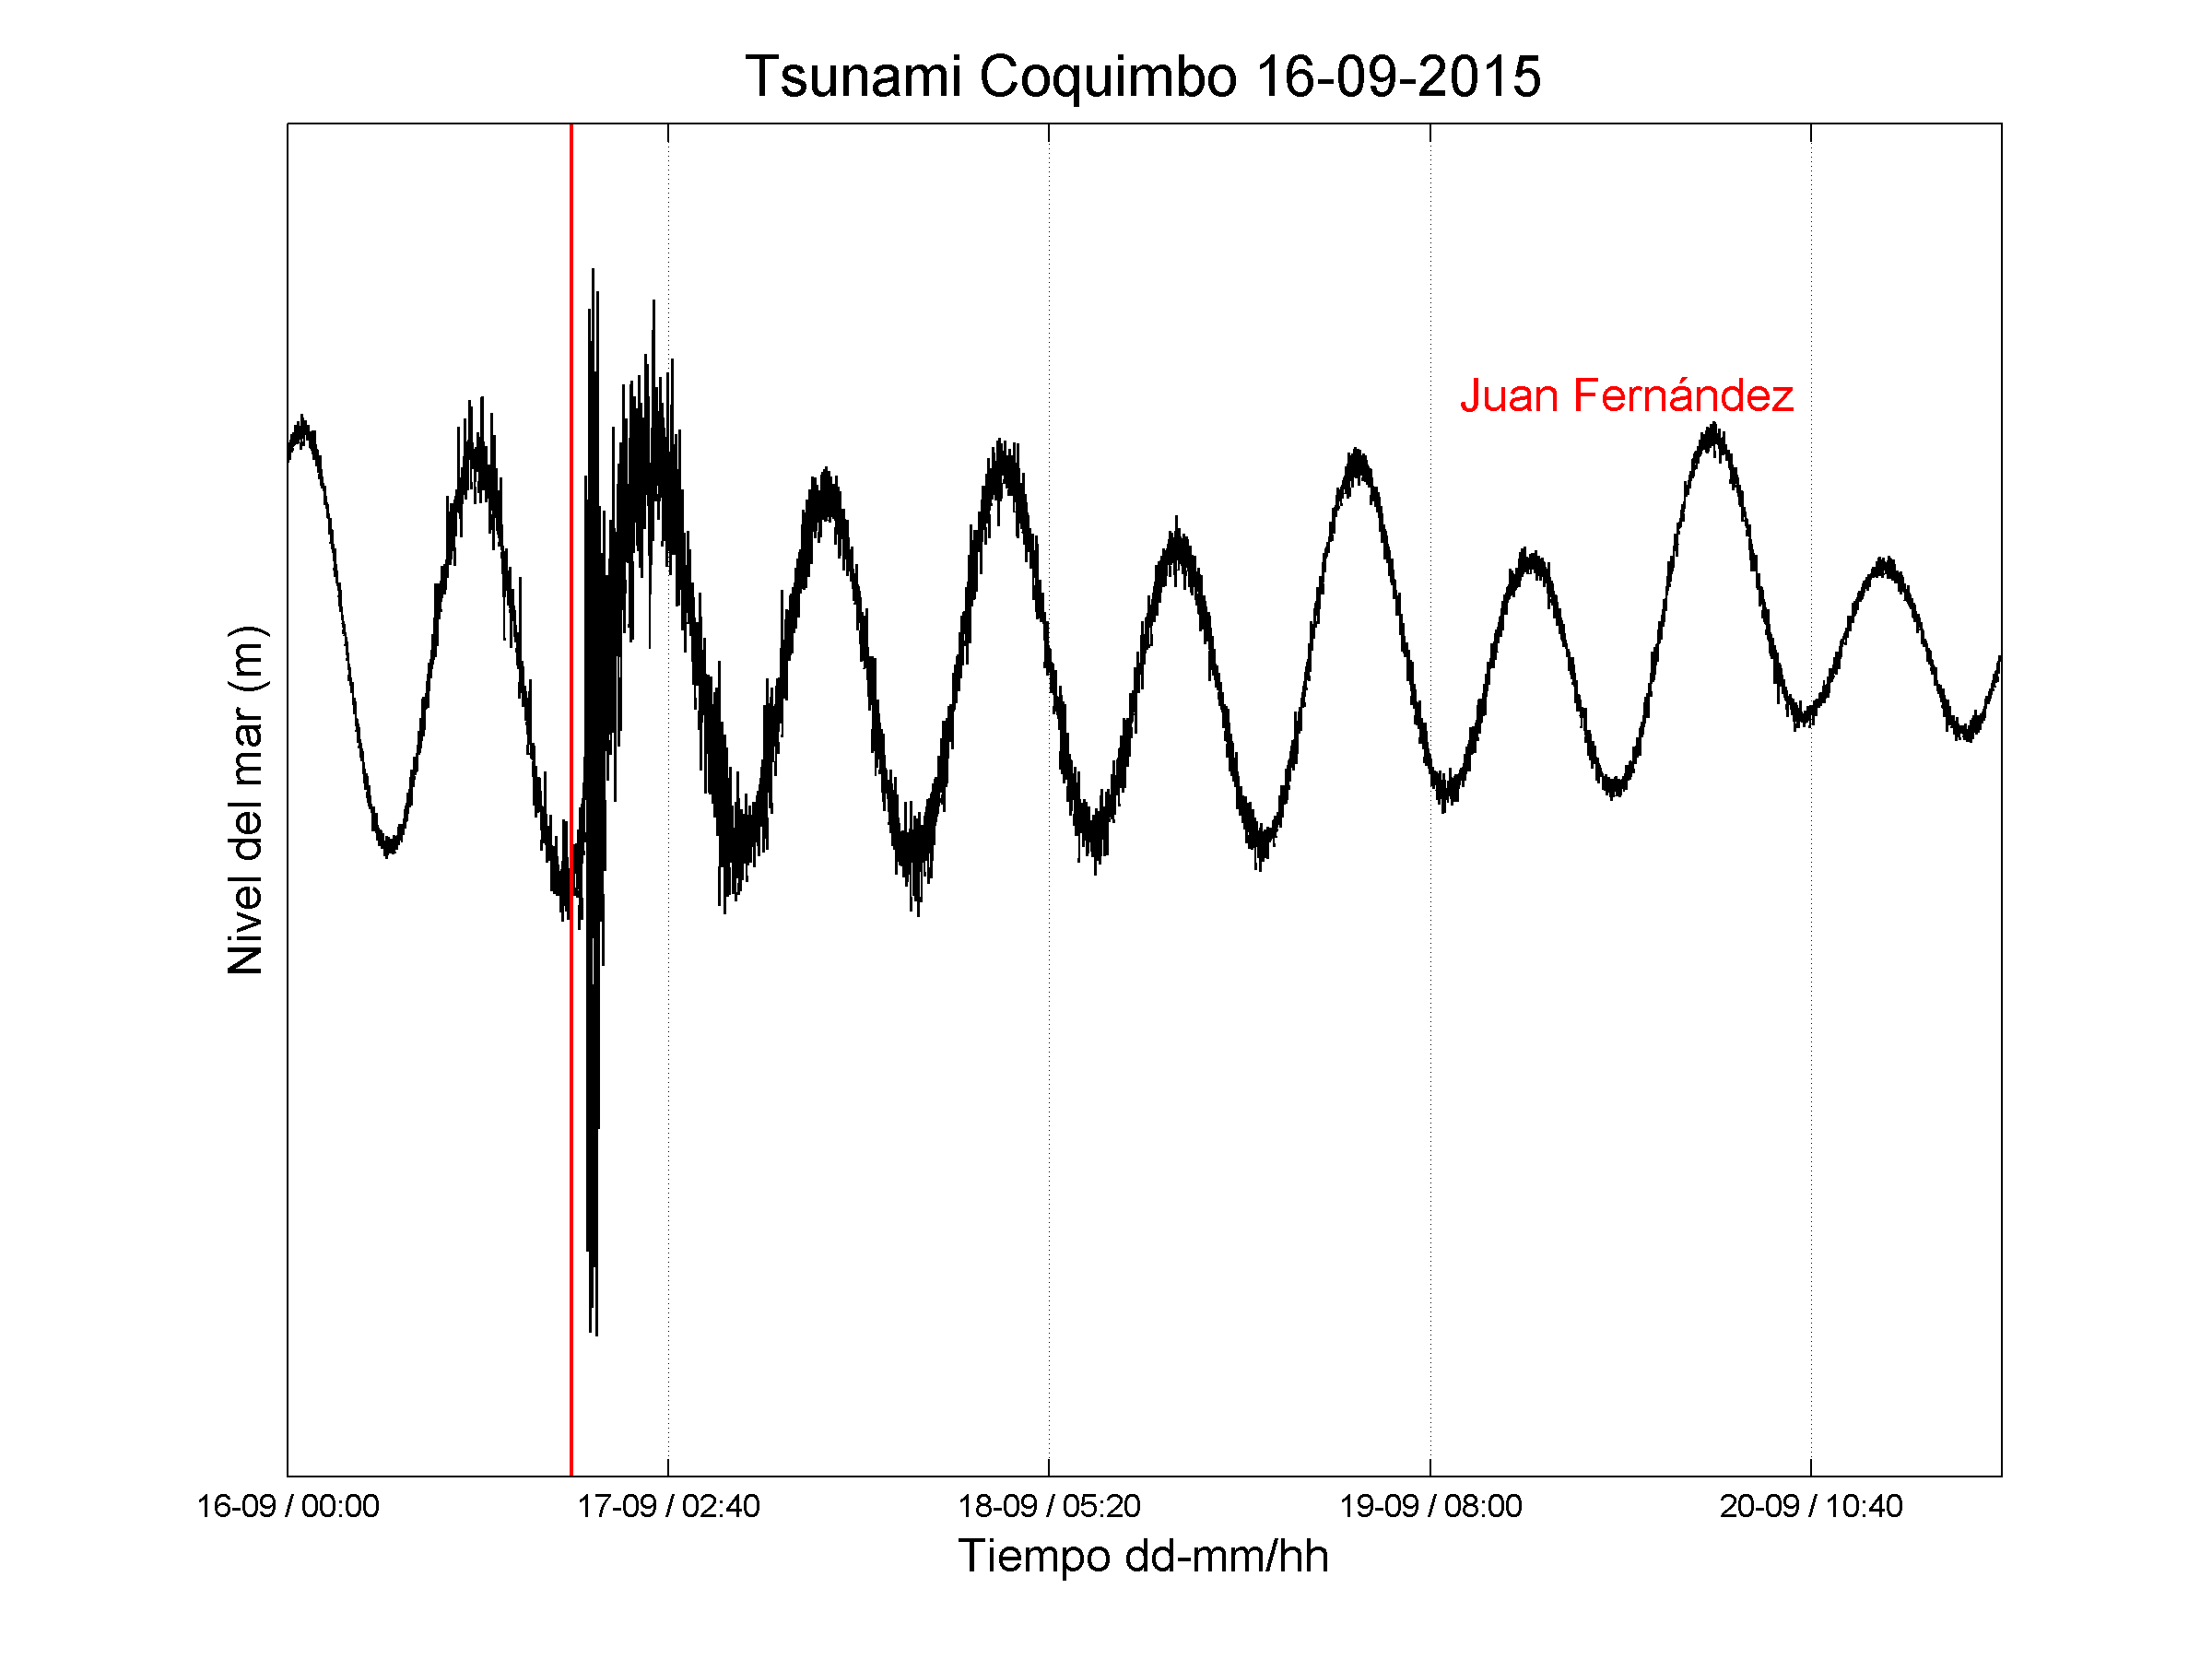 Tsunami Coquimbo 16-09-2015
Juan Fernández
Nivel del mar (m)
16-09 / 00:00
17-09 / 02:40
18-09 / 05:20
19-09 / 08:00
20-09 / 10:40
Tiempo dd-mm/hh